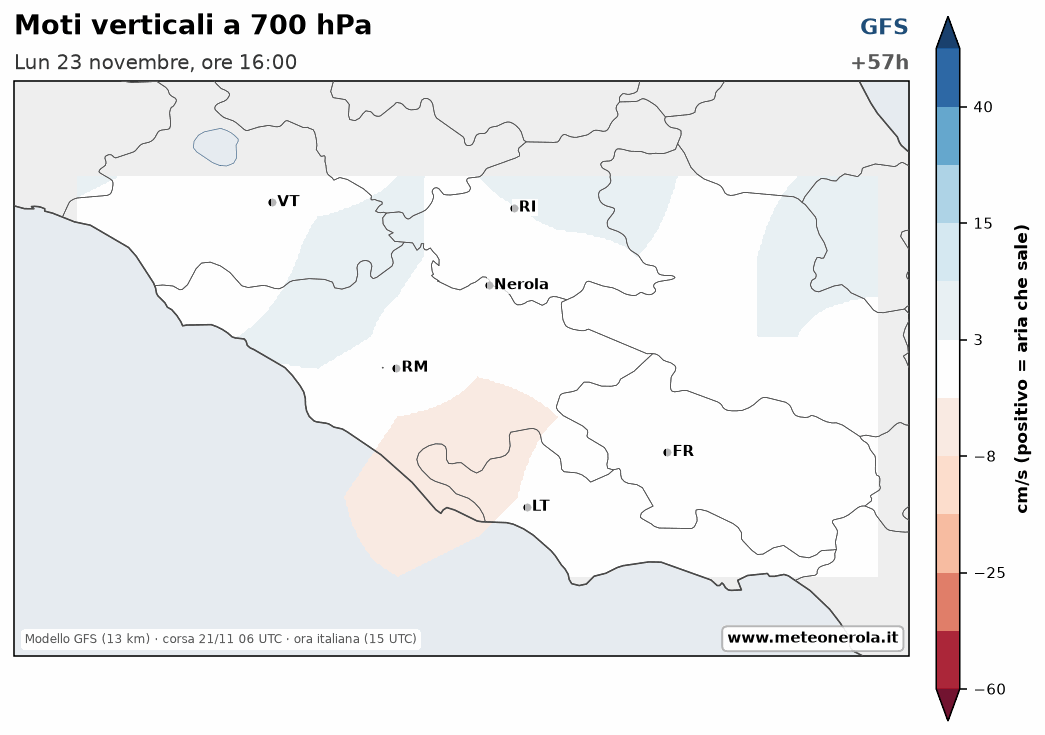 Moti verticali a 700 hPa
GFS
Lun 23 novembre, ore 16:00
+57h
VT
RI
Nerola
RM
FR
LT
Modello GFS (13 km) · corsa 21/11 06 UTC · ora italiana (15 UTC)
www.meteonerola.it
40
15
3
−8
−25
−60
cm/s (positivo = aria che sale)